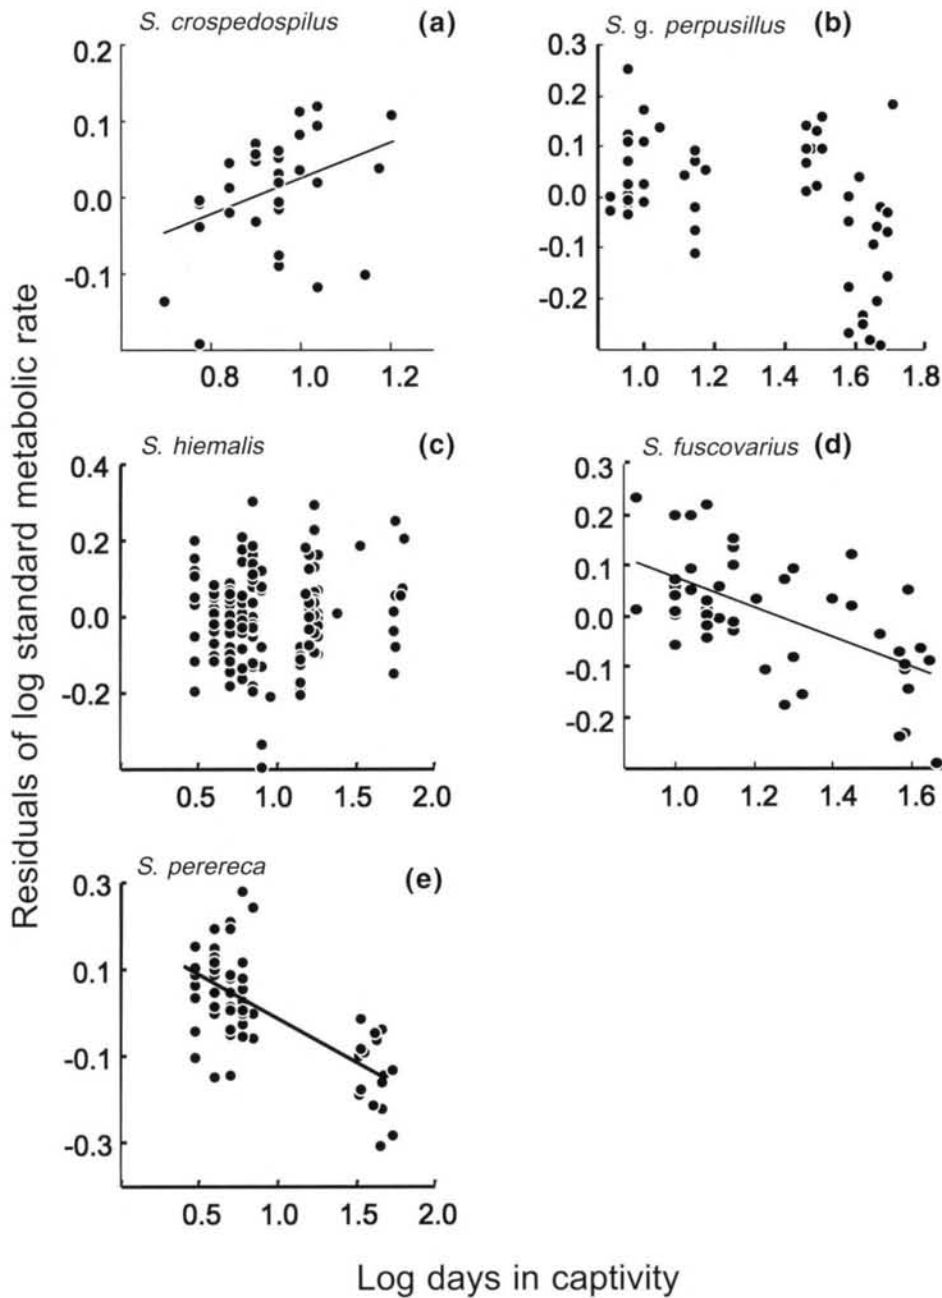 S. crospedospilus (a)
S. g. perpusillus (b)
0.2
0.1
0.0
-0.1
0.8 1.0 1.2
0.3
0.2
0.1
0.0
-0.1
-0.2
1.0 1.2 1.4 1.6 1.8
S. hiemalis (c)
S. fuscovarius (d)
0.4
0.2
0.0
-0.2
0.5 1.0 1.5 2.0
0.3
0.2
0.1
0.0
-0.1
-0.2
1.0 1.2 1.4 1.6
S. perereca (e)
0.3
0.1
-0.1
-0.3
0.5 1.0 1.5 2.0
Residuals of log standard metabolic rate
Log days in captivity